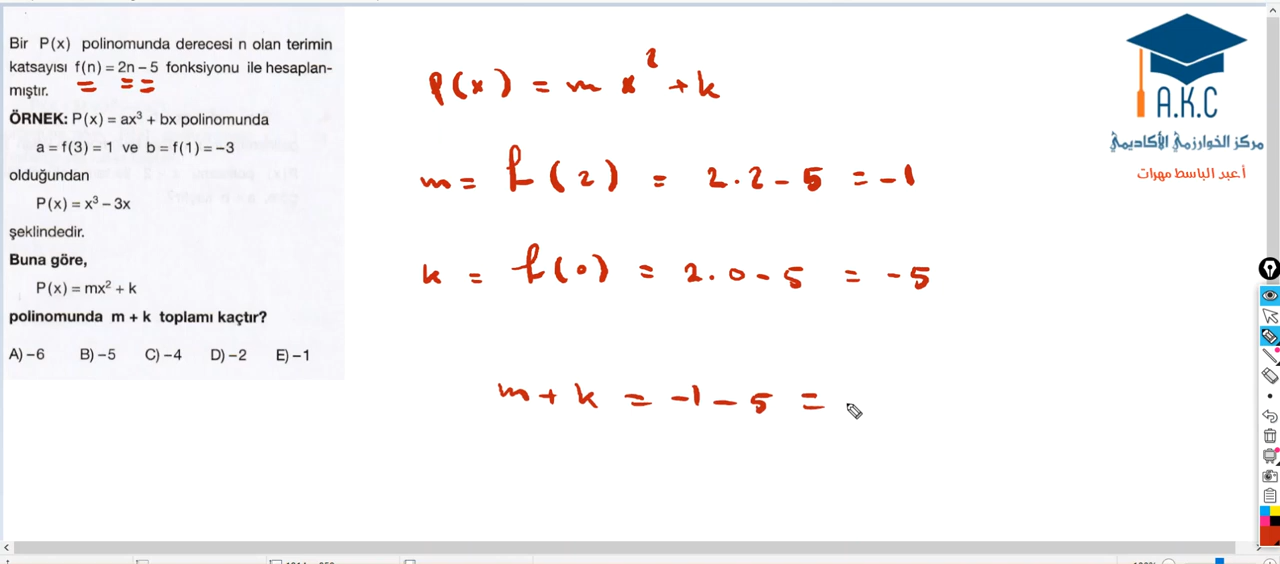 Bir P(x) polinomunda derecesi n olan terimin
katsayısı f(n) = 2n – 5 fonksiyonu ile hesaplan-
mıştır.
ÖRNEK: P(x) = ax³ + bx polinomunda
a = f(3) = 1 ve b = f(1) = –3
olduğundan
P(x) = x³ – 3x
şeklindedir.
Buna göre,
P(x) = mx² + k
polinomunda m + k toplamı kaçtır?
A) –6 B) –5 C) –4 D) –2 E) –1
P(x) = m x² + k
m = f(2) = 2.2 – 5 = –1
k = f(0) = 2.0 – 5 = –5
m + k = –1 – 5 =
A.K.C
مركز الخوارزمي الأكاديمي
أ.عبد الباسط مهرات